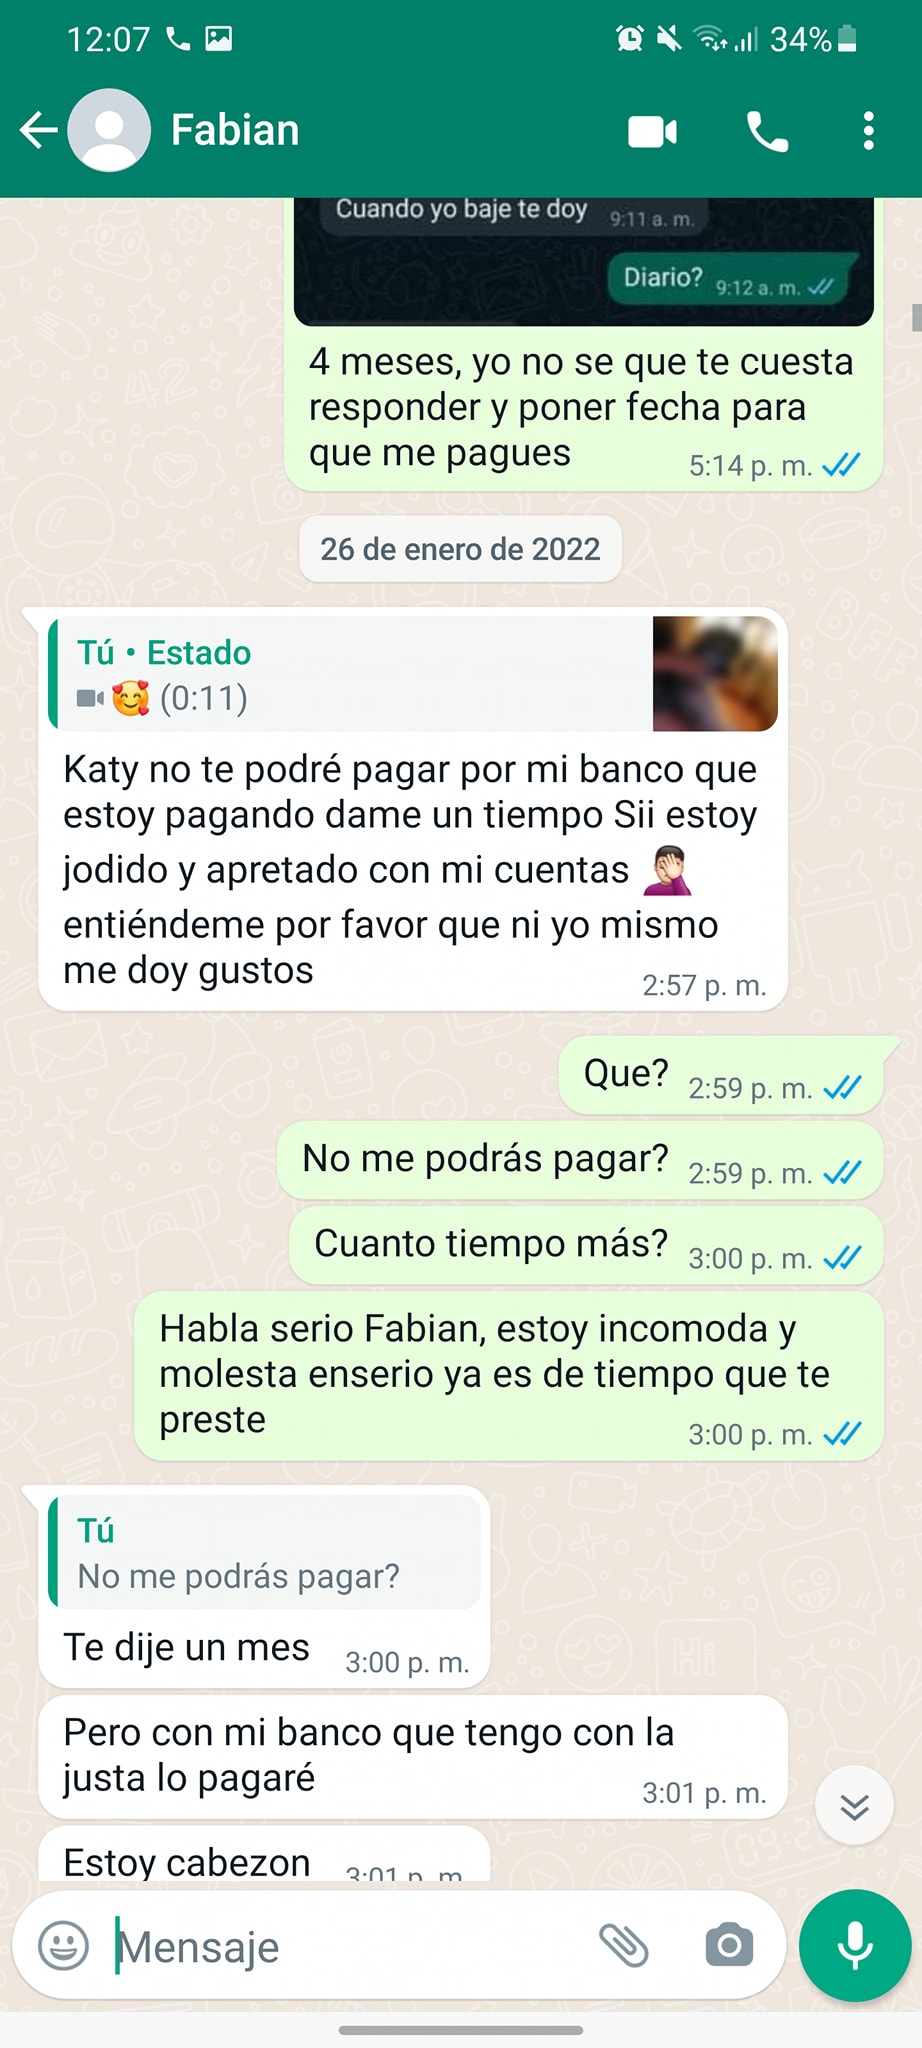 12:07
34%
Fabian
Cuando yo baje te doy 9:11 a. m.
Diario? 9:12 a. m.
4 meses, yo no se que te cuesta
responder y poner fecha para
que me pagues 5:14 p. m.
26 de enero de 2022
Tú • Estado
(0:11)
Katy no te podré pagar por mi banco que
estoy pagando dame un tiempo Sii estoy
jodido y apretado con mi cuentas
entiéndeme por favor que ni yo mismo
me doy gustos 2:57 p. m.
Que? 2:59 p. m.
No me podrás pagar? 2:59 p. m.
Cuanto tiempo más? 3:00 p. m.
Habla serio Fabian, estoy incomoda y
molesta enserio ya es de tiempo que te
preste 3:00 p. m.
Tú
No me podrás pagar?
Te dije un mes 3:00 p. m.
Pero con mi banco que tengo con la
justa lo pagaré 3:01 p. m.
Estoy cabezon 3:01 p. m.
Mensaje